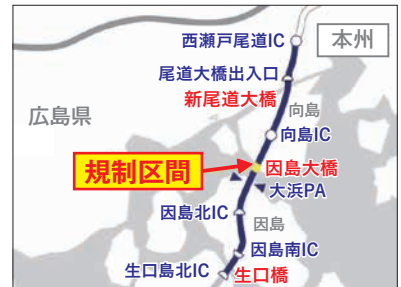 西瀬戸尾道IC
本州
尾道大橋出入口
新尾道大橋
広島県
向島
向島IC
規制区間
因島大橋
大浜PA
因島北IC
因島
因島南IC
生口島北IC
生口橋